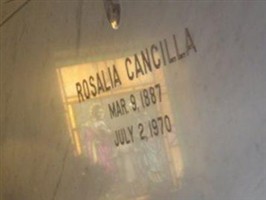 ROSALIA CANCILLA
MAR. 9, 1887
JULY 2, 1970